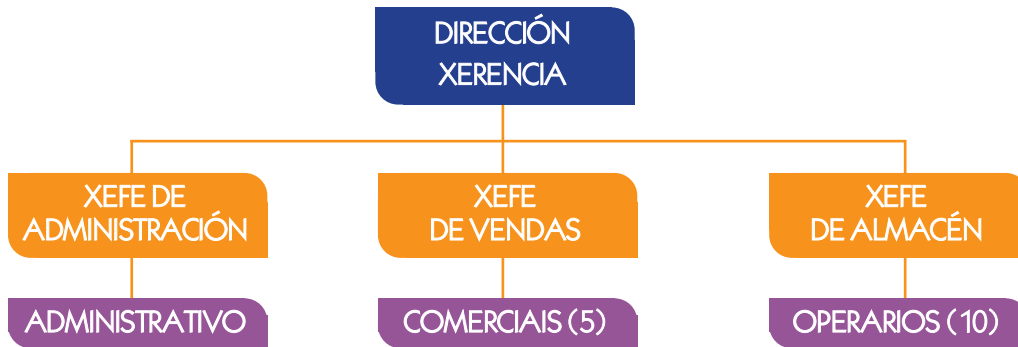 DIRECCIÓN
XERENCIA
XEFE DE
ADMINISTRACIÓN
XEFE
DE VENDAS
XEFE
DE ALMACÉN
ADMINISTRATIVO
COMERCIAIS (5)
OPERARIOS (10)